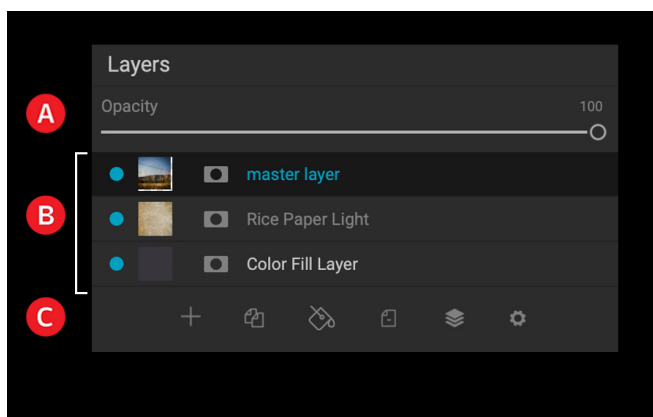 Layers
A
Opacity 100
master layer
B
Rice Paper Light
Color Fill Layer
C